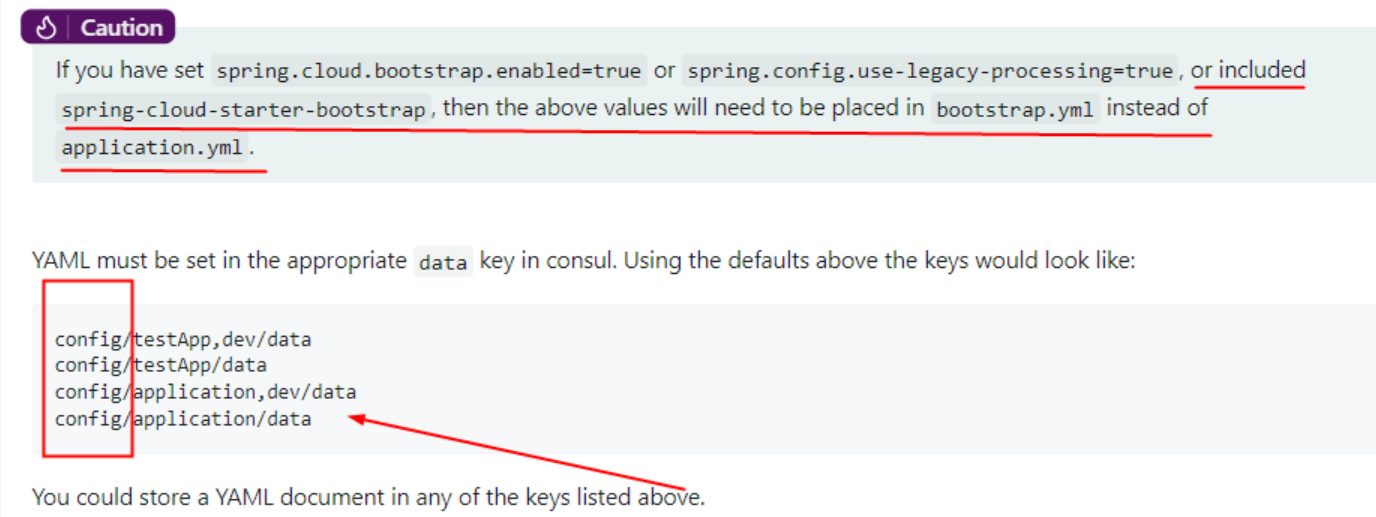 Caution
If you have set spring.cloud.bootstrap.enabled=true or spring.config.use-legacy-processing=true, or included
spring-cloud-starter-bootstrap, then the above values will need to be placed in bootstrap.yml instead of
application.yml.
YAML must be set in the appropriate data key in consul. Using the defaults above the keys would look like:
config/testApp,dev/data
config/testApp/data
config/application,dev/data
config/application/data
You could store a YAML document in any of the keys listed above.